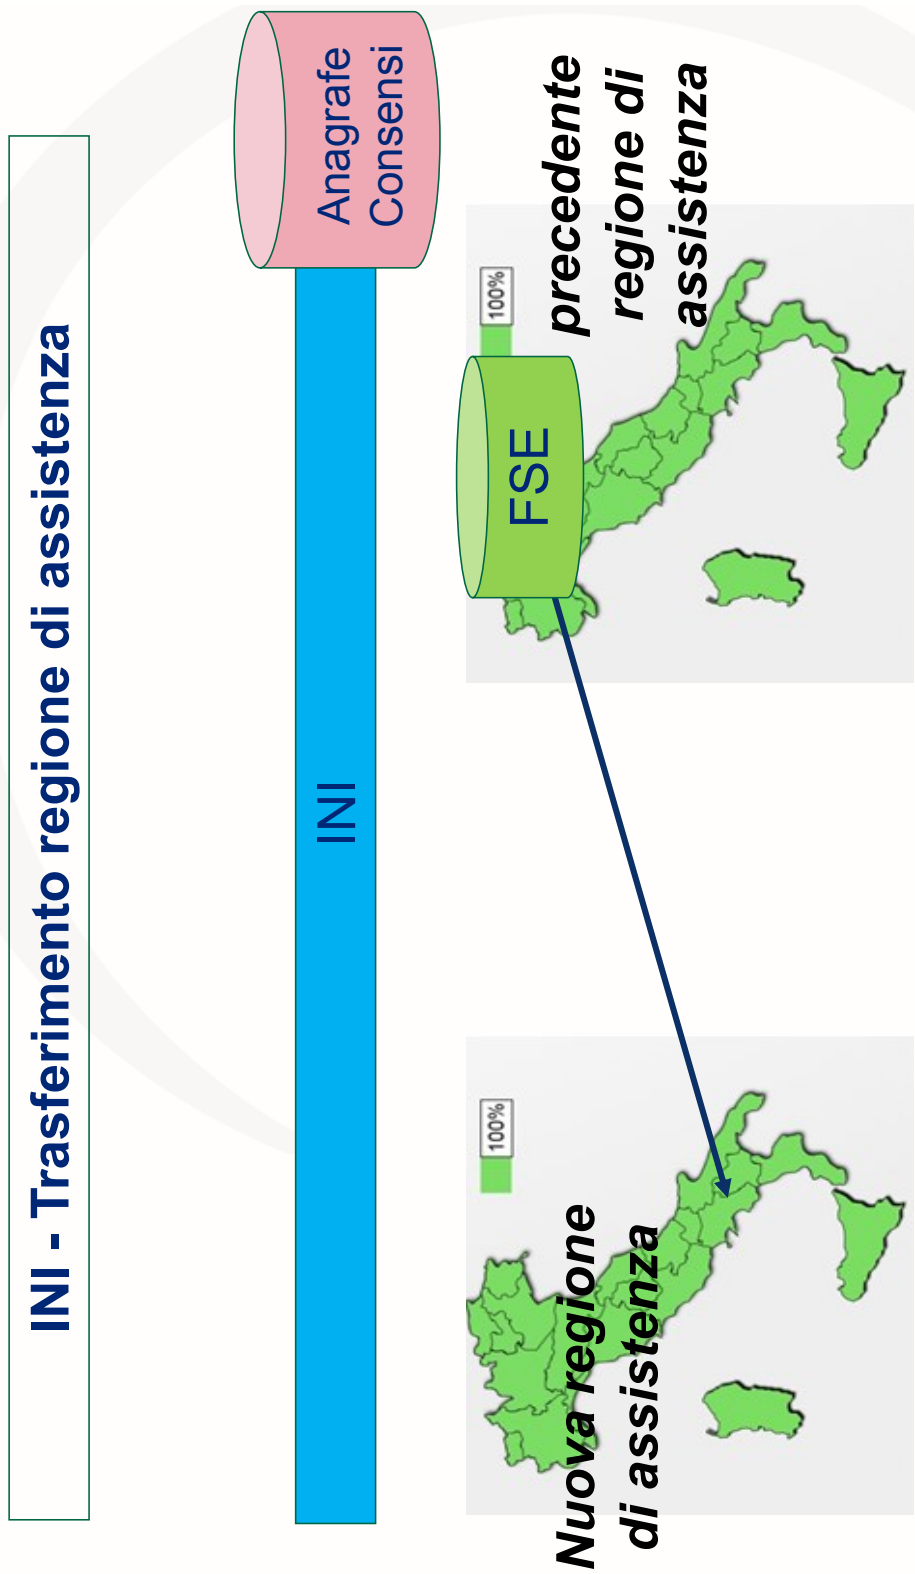 INI - Trasferimento regione di assistenza
Anagrafe
Consensi
INI
FSE
100%
precedente
regione di
assistenza
100%
Nuova regione
di assistenza